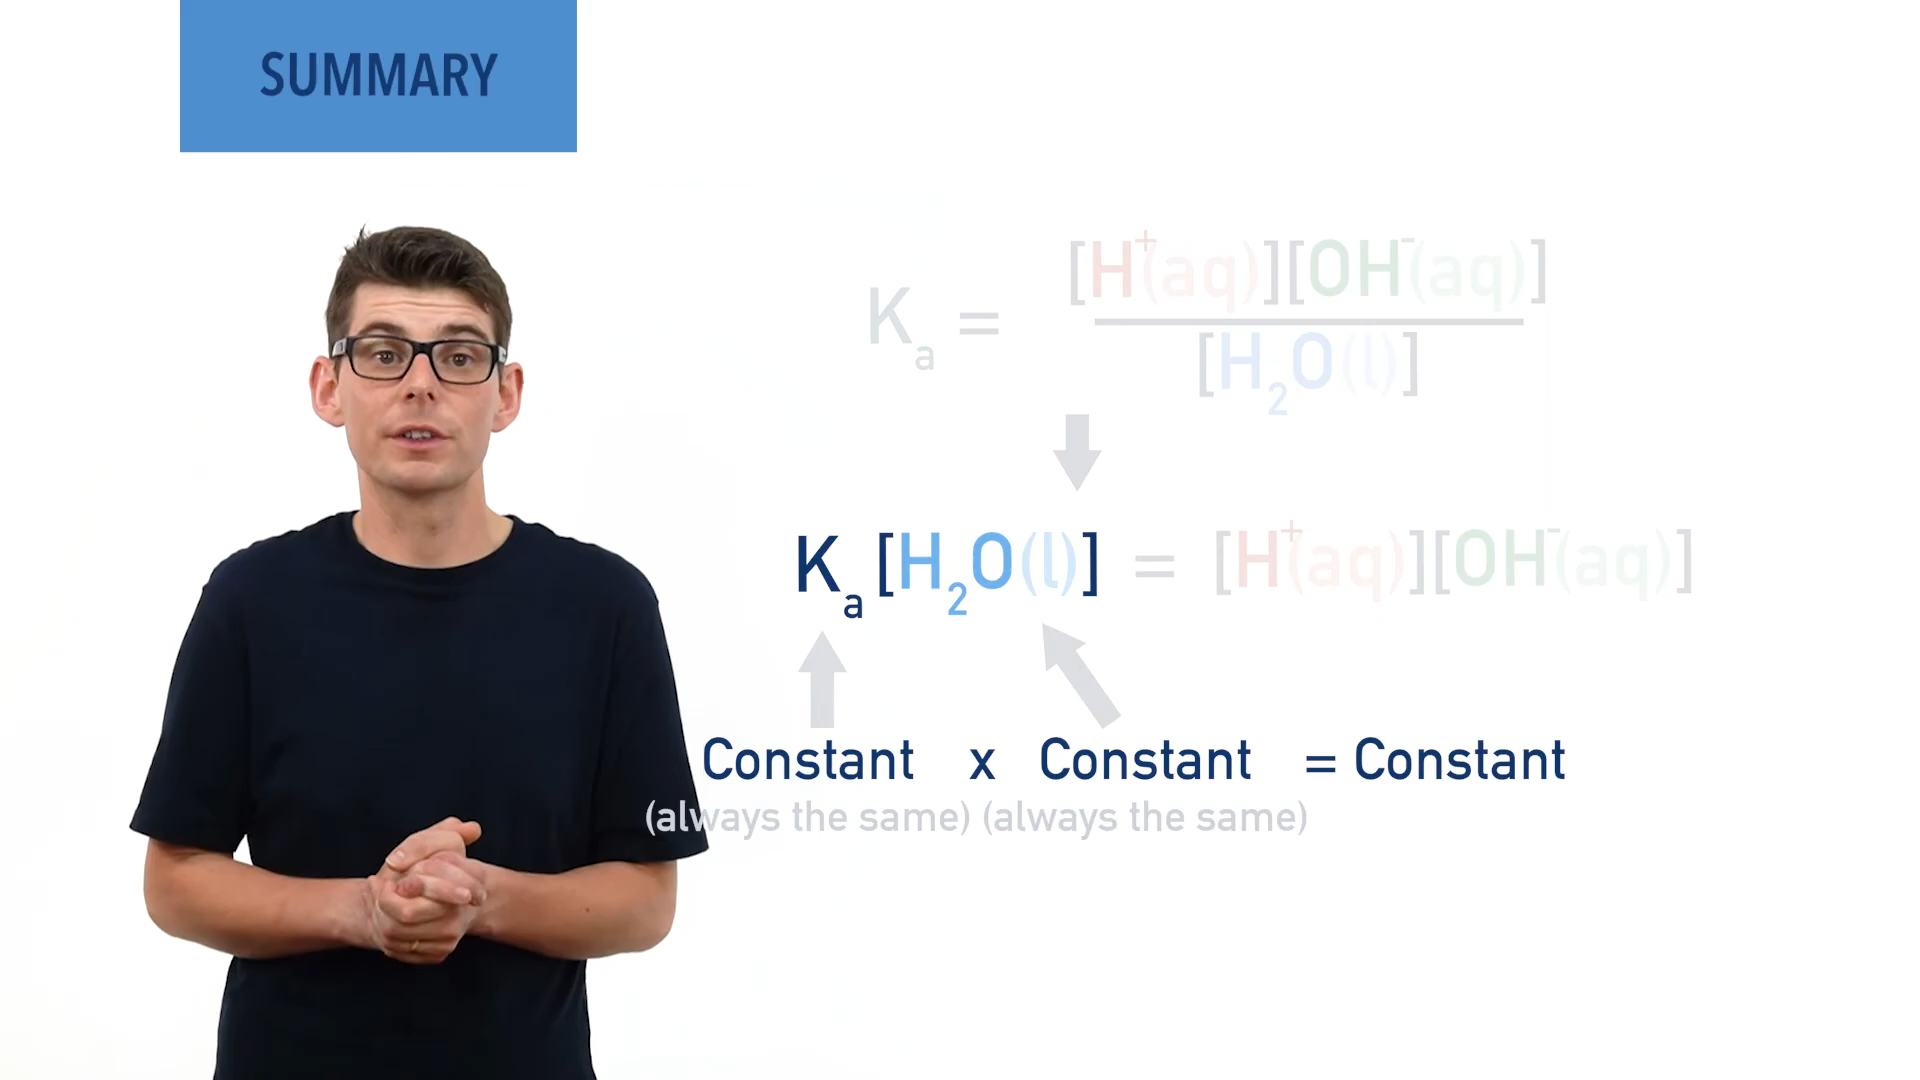 SUMMARY
Kₐ = [H⁺(aq)][OH⁻(aq)]
[H₂O(l)]
Kₐ[H₂O(l)] = [H⁺(aq)][OH⁻(aq)]
Constant x Constant = Constant
(always the same) (always the same)